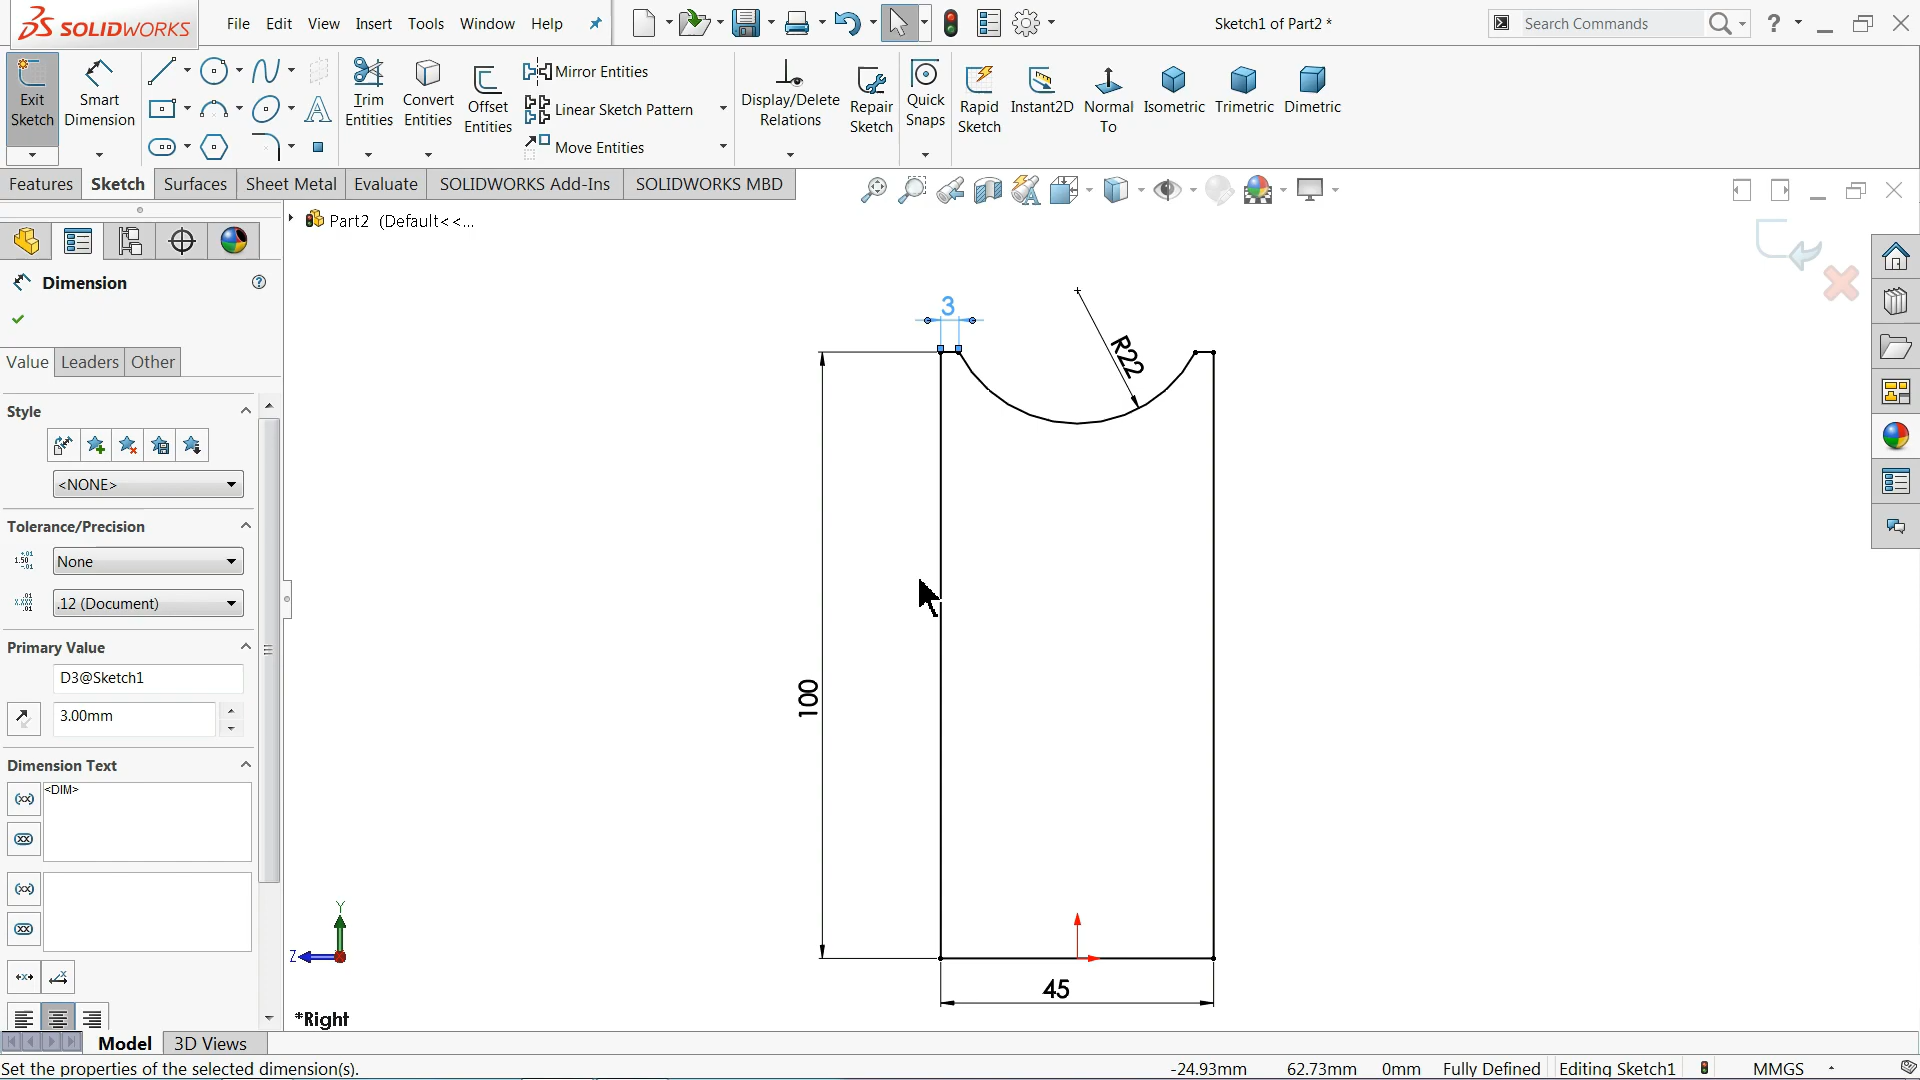 SOLIDWORKS
File Edit View Insert Tools Window Help
Sketch1 of Part2 *
Search Commands
?
Exit Sketch
Smart Dimension
Trim Entities
Convert Entities
Offset Entities
Mirror Entities
Linear Sketch Pattern
Move Entities
Display/Delete Relations
Repair Sketch
Quick Snaps
Rapid Sketch
Instant2D
Normal To
Isometric
Trimetric
Dimetric
Features Sketch Surfaces Sheet Metal Evaluate SOLIDWORKS Add-Ins SOLIDWORKS MBD
Part2 (Default<<...
Dimension
Value Leaders Other
Style
<NONE>
Tolerance/Precision
None
.12 (Document)
Primary Value
D3@Sketch1
3.00mm
Dimension Text
<DIM>
3
R22
100
45
Y
Z
*Right
Model 3D Views
Set the properties of the selected dimension(s).
-24.93mm 62.73mm 0mm Fully Defined Editing Sketch1 MMGS